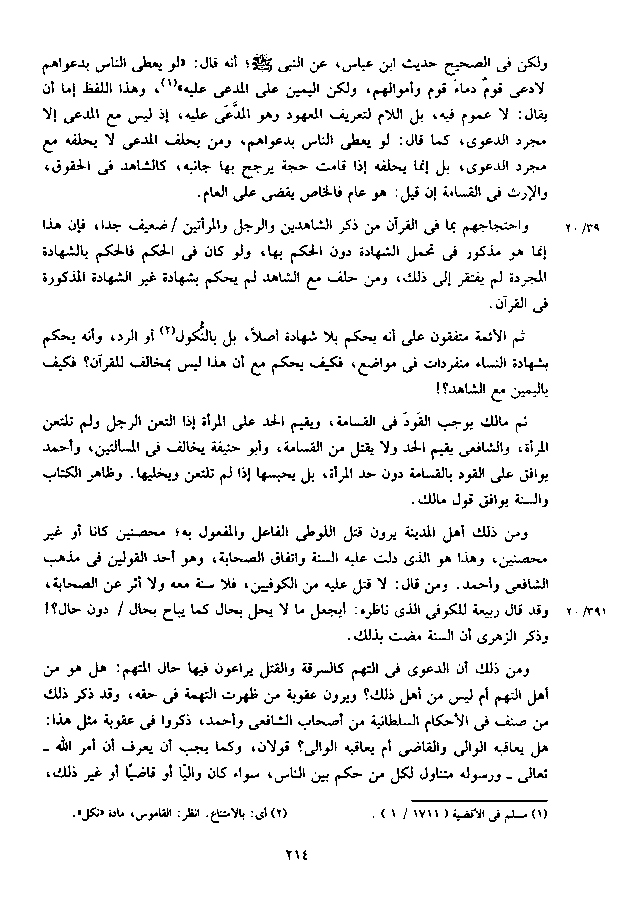 ولكن فى الصحيح حديث ابن عباس، عن النبى ﷺ؛ أنه قال: «لو يعطى الناس بدعواهم
لادعى قومٌ دماءَ قوم وأموالهم، ولكن اليمين على المدعى عليه»(١)، وهذا اللفظ إما أن
يقال: لا عموم فيه، بل اللام لتعريف المعهود وهو المدَّعَى عليه، إذ ليس مع المدعى إلا
مجرد الدعوى، كما قال: لو يعطى الناس بدعواهم، ومن يحلف المدعى لا يحلفه مع
مجرد الدعوى، بل إنما يحلفه إذا قامت حجة يرجح بها جانبه، كالشاهد فى الحقوق،
والإرث فى القسامة إن قيل: هو عام فالخاص يقضى على العام.
واحتجاجهم بما فى القرآن من ذكر الشاهدين والرجل والمرأتين / ضعيف جدا، فإن هذا ٢٠/٣٩
إنما هو مذكور فى تحمل الشهادة دون الحكم بها، ولو كان فى الحكم فالحكم بالشهادة
المجردة لم يفتقر إلى ذلك، ومن حلف مع الشاهد لم يحكم بشهادة غير الشهادة المذكورة
فى القرآن.
ثم الأئمة متفقون على أنه يحكم بلا شهادة أصلاً، بل بالنُّكول(٢) أو الرد، وأنه يحكم
بشهادة النساء منفردات فى مواضع، فكيف يحكم مع أن هذا ليس بمخالف للقرآن؟ فكيف
باليمين مع الشاهد؟!
ثم مالك يوجب القَودَ فى القسامة، ويقيم الحد على المرأة إذا التعن الرجل ولم تلتعن
المرأة، والشافعى يقيم الحد ولا يقتل من القسامة، وأبو حنيفة يخالف فى المسألتين، وأحمد
يوافق على القود بالقسامة دون حد المرأة، بل يحبسها إذا لم تلتعن ويخليها. وظاهر الكتاب
والسنة يوافق قول مالك.
ومن ذلك أهل المدينة يرون قتل اللوطى الفاعل والمفعول به؛ محصنين كانا أو غير
محصنين، وهذا هو الذى دلت عليه السنة واتفاق الصحابة، وهو أحد القولين فى مذهب
الشافعى وأحمد. ومن قال: لا قتل عليه من الكوفيين، فلا سنة معه ولا أثر عن الصحابة،
وقد قال ربيعة للكوفى الذى ناظره: أيجعل ما لا يحل بحال كما يباح بحال / دون حال؟! ٢٠/٣٩١
وذكر الزهرى أن السنة مضت بذلك.
ومن ذلك أن الدعوى فى التهم كالسرقة والقتل يراعون فيها حال المتهم: هل هو من
أهل التهم أم ليس من أهل ذلك؟ ويرون عقوبة من ظهرت التهمة فى حقه، وقد ذكر ذلك
من صنف فى الأحكام السلطانية من أصحاب الشافعى وأحمد، ذكروا فى عقوبة مثل هذا:
هل يعاقبه الوالى والقاضى أم يعاقبه الوالى؟ قولان، وكما يجب أن يعرف أن أمر الله ـ
تعالى ـ ورسوله متناول لكل من حكم بين الناس، سواء كان واليًا أو قاضيًا أو غير ذلك،
(١) مسلم فى الأقضية (١٧١١ / ١). (٢) أى: بالامتناع. انظر: القاموس، مادة «نكل».
٢١٤